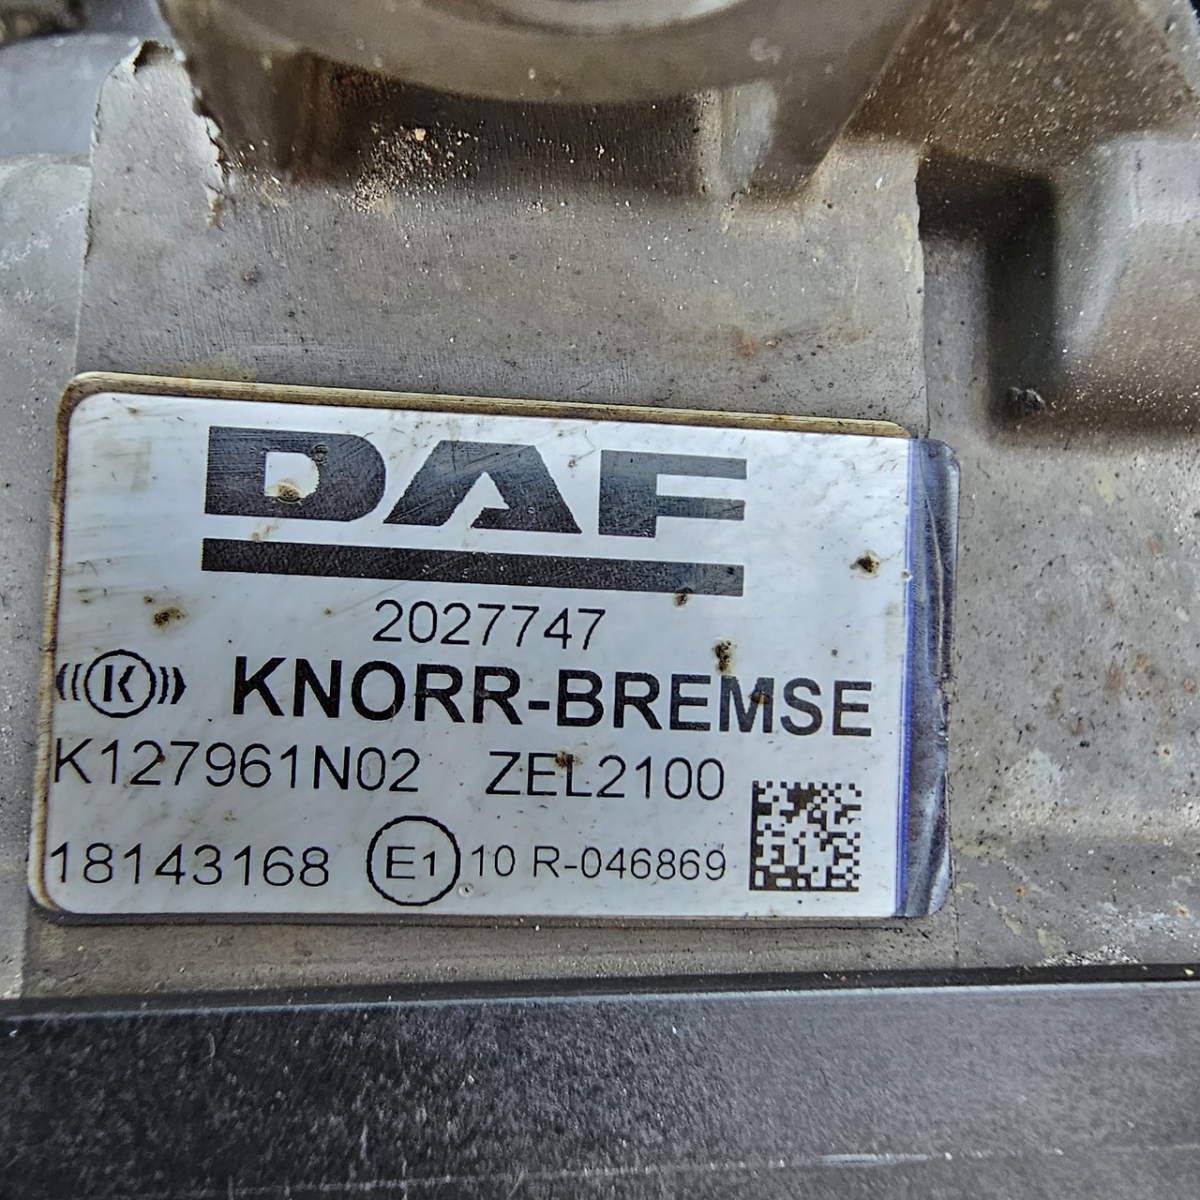 DAF
2027747
K KNORR-BREMSE
K127961N02 ZEL2100
18143168 E1 10 R-046869